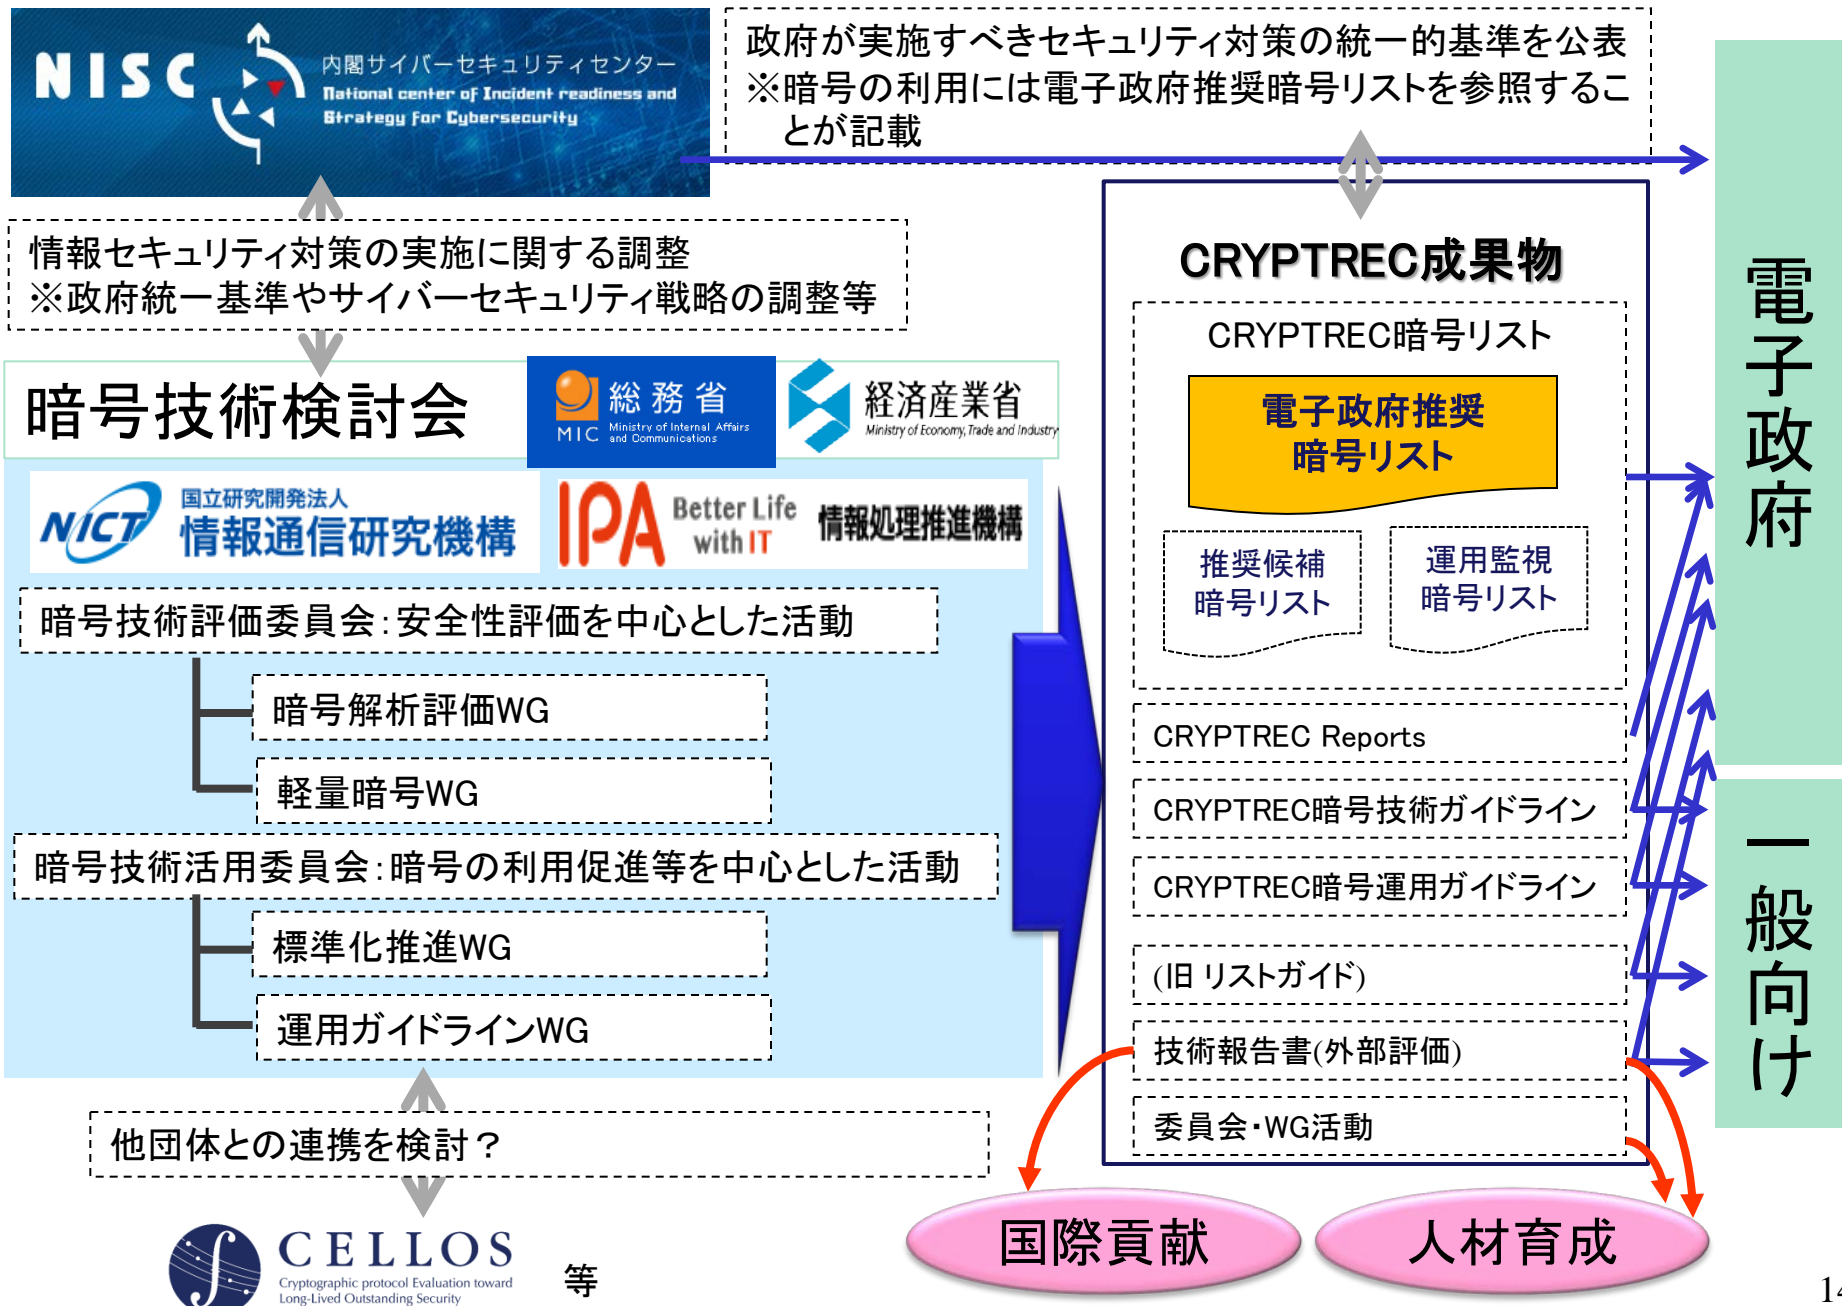 NISC
内閣サイバーセキュリティセンター
National center of Incident readiness and
Strategy for Cybersecurity
政府が実施すべきセキュリティ対策の統一的基準を公表
※暗号の利用には電子政府推奨暗号リストを参照するこ
とが記載
情報セキュリティ対策の実施に関する調整
※政府統一基準やサイバーセキュリティ戦略の調整等
暗号技術検討会
総務省
MIC Ministry of Internal Affairs
and Communications
経済産業省
Ministry of Economy, Trade and Industry
NICT
国立研究開発法人
情報通信研究機構
IPA
Better Life
with IT
情報処理推進機構
暗号技術評価委員会:安全性評価を中心とした活動
暗号解析評価WG
軽量暗号WG
暗号技術活用委員会:暗号の利用促進等を中心とした活動
標準化推進WG
運用ガイドラインWG
他団体との連携を検討？
CELLOS
Cryptographic protocol Evaluation toward
Long-Lived Outstanding Security
等
CRYPTREC成果物
CRYPTREC暗号リスト
電子政府推奨
暗号リスト
推奨候補
暗号リスト
運用監視
暗号リスト
CRYPTREC Reports
CRYPTREC暗号技術ガイドライン
CRYPTREC暗号運用ガイドライン
(旧 リストガイド)
技術報告書(外部評価)
委員会・WG活動
国際貢献
人材育成
電子政府
一般向け
14